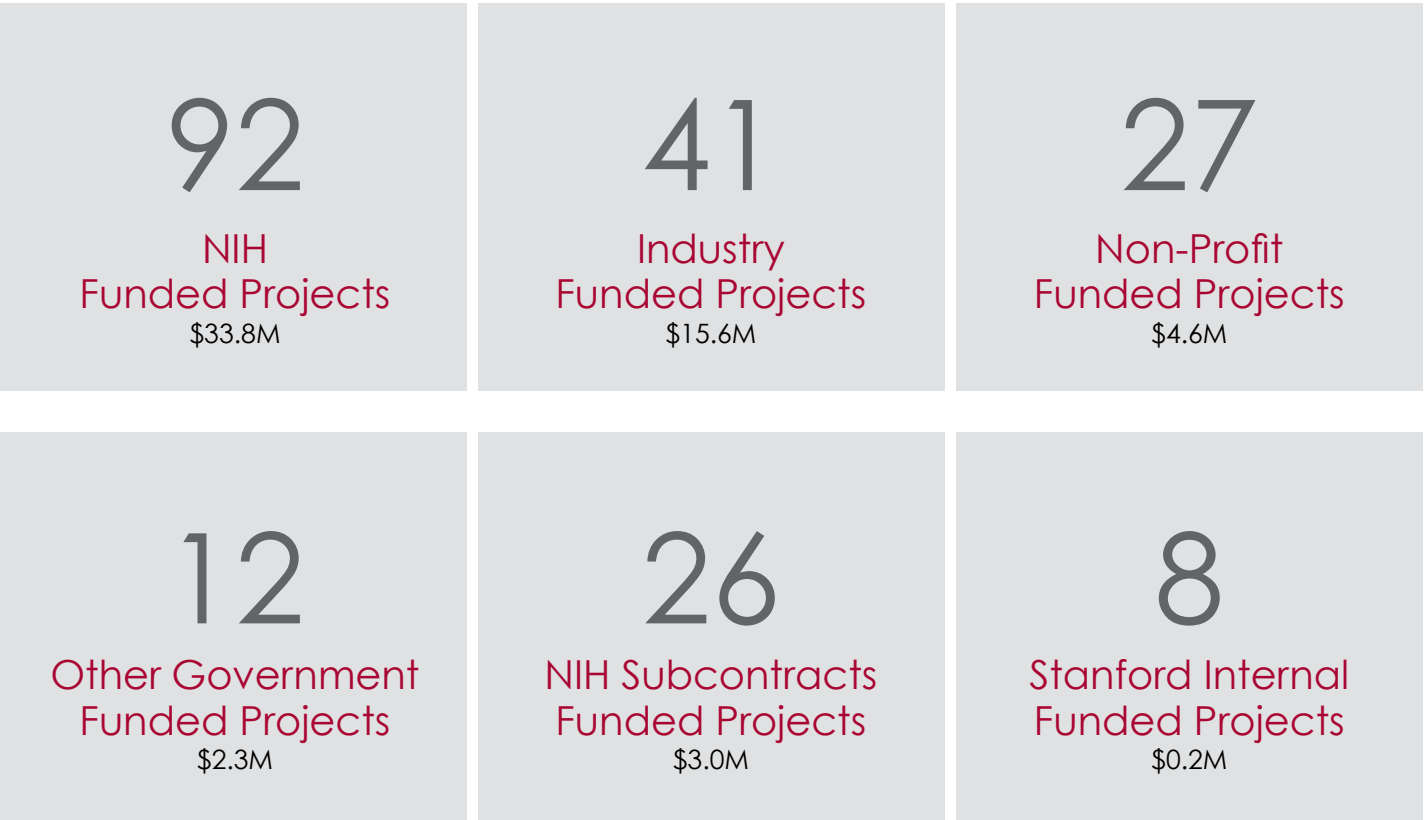 92
NIH
Funded Projects
$33.8M
41
Industry
Funded Projects
$15.6M
27
Non-Profit
Funded Projects
$4.6M
12
Other Government
Funded Projects
$2.3M
26
NIH Subcontracts
Funded Projects
$3.0M
8
Stanford Internal
Funded Projects
$0.2M